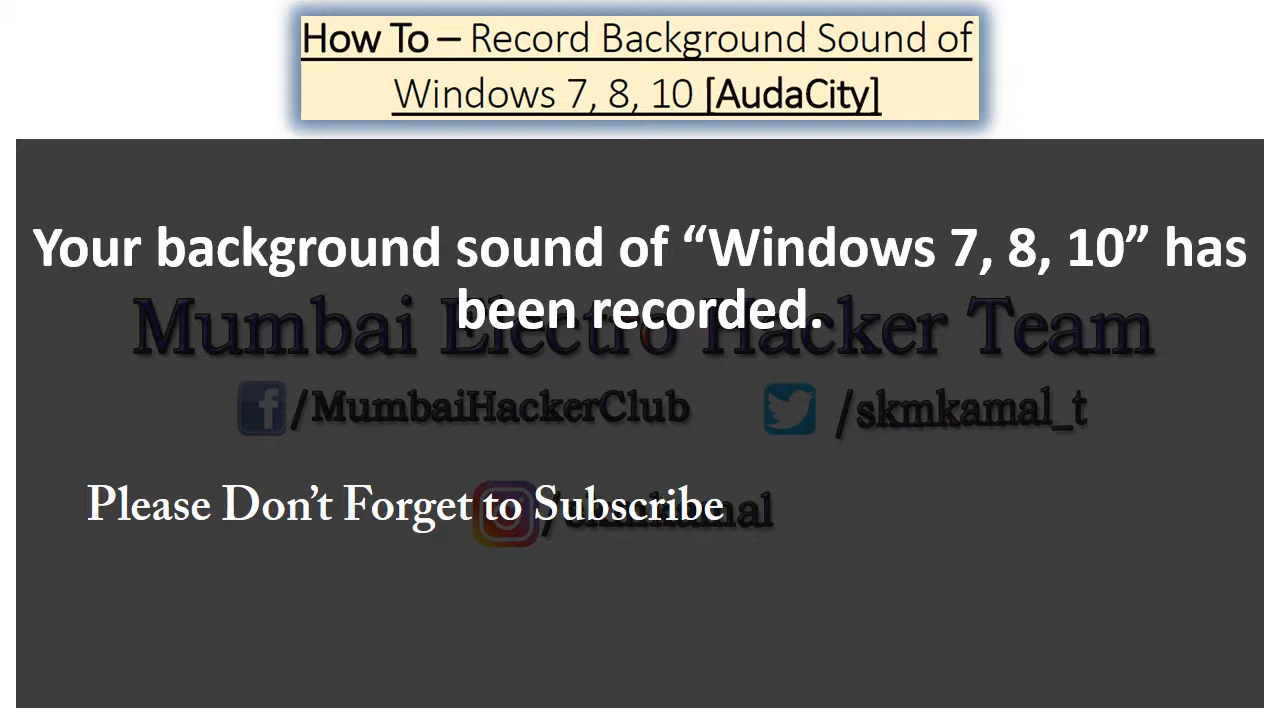 How To – Record Background Sound of
Windows 7, 8, 10 [AudaCity]
Your background sound of “Windows 7, 8, 10” has
been recorded.
Mumbai Electro Hacker Team
/MumbaiHackerClub
/skmkamal_t
Please Don’t Forget to Subscribe
/skmkamal